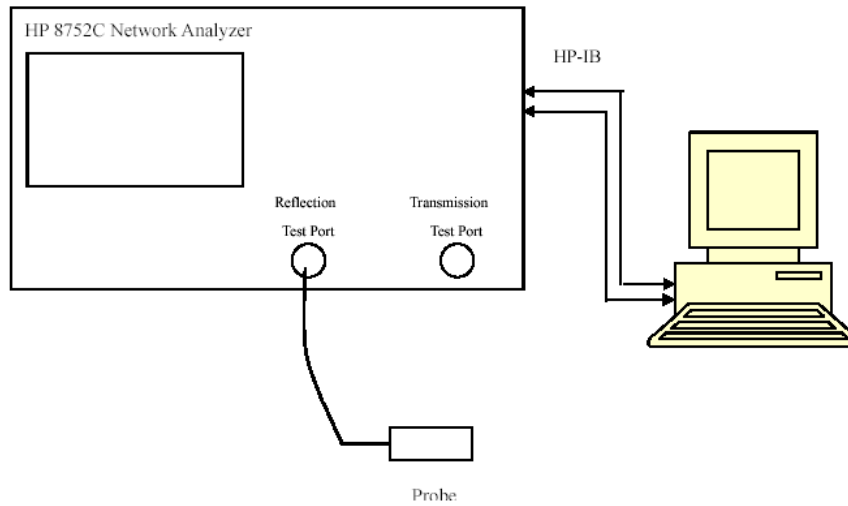 HP 8752C Network Analyzer
HP-IB
Reflection
Test Port
Transmission
Test Port
Probe